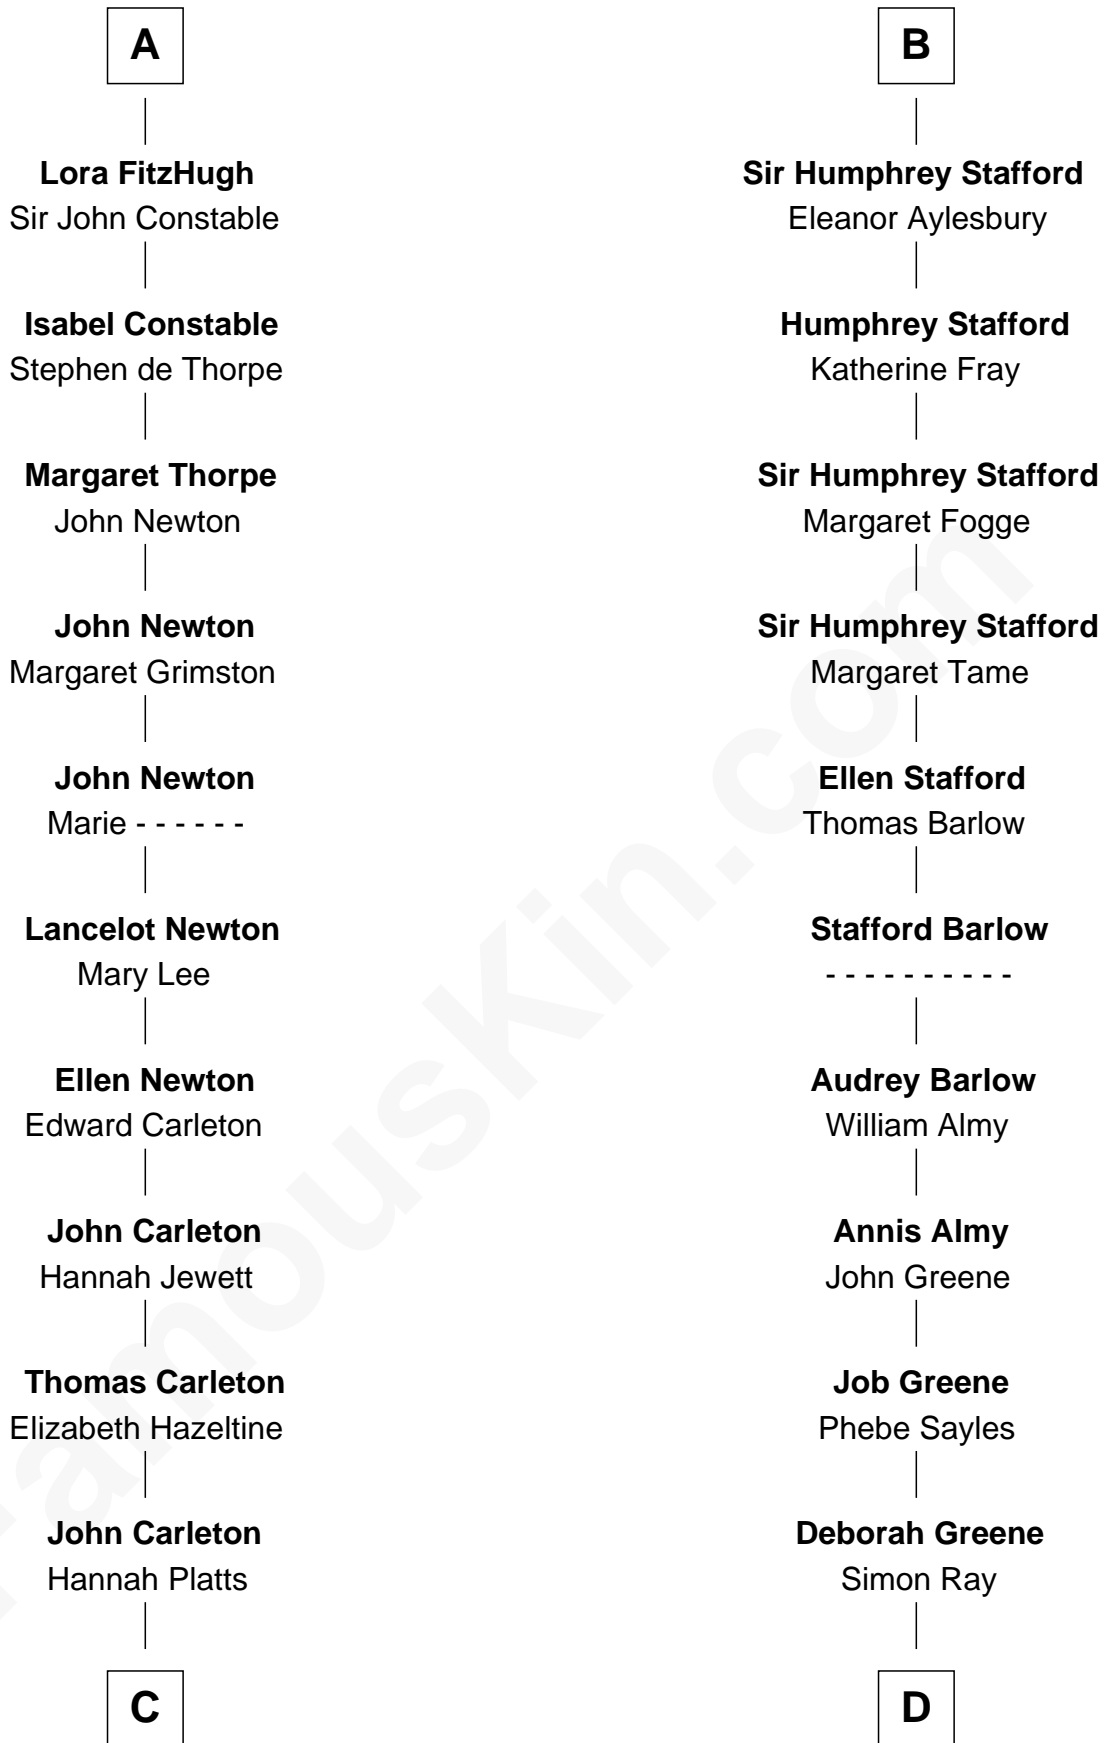 A
Lora FitzHugh
Sir John Constable
Isabel Constable
Stephen de Thorpe
Margaret Thorpe
John Newton
John Newton
Margaret Grimston
John Newton
Marie - - - - - -
Lancelot Newton
Mary Lee
Ellen Newton
Edward Carleton
John Carleton
Hannah Jewett
Thomas Carleton
Elizabeth Hazeltine
John Carleton
Hannah Platts
C
B
Sir Humphrey Stafford
Eleanor Aylesbury
Humphrey Stafford
Katherine Fray
Sir Humphrey Stafford
Margaret Fogge
Sir Humphrey Stafford
Margaret Tame
Ellen Stafford
Thomas Barlow
Stafford Barlow
- - - - - - - - - -
Audrey Barlow
William Almy
Annis Almy
John Greene
Job Greene
Phebe Sayles
Deborah Greene
Simon Ray
D
FamousKin.com